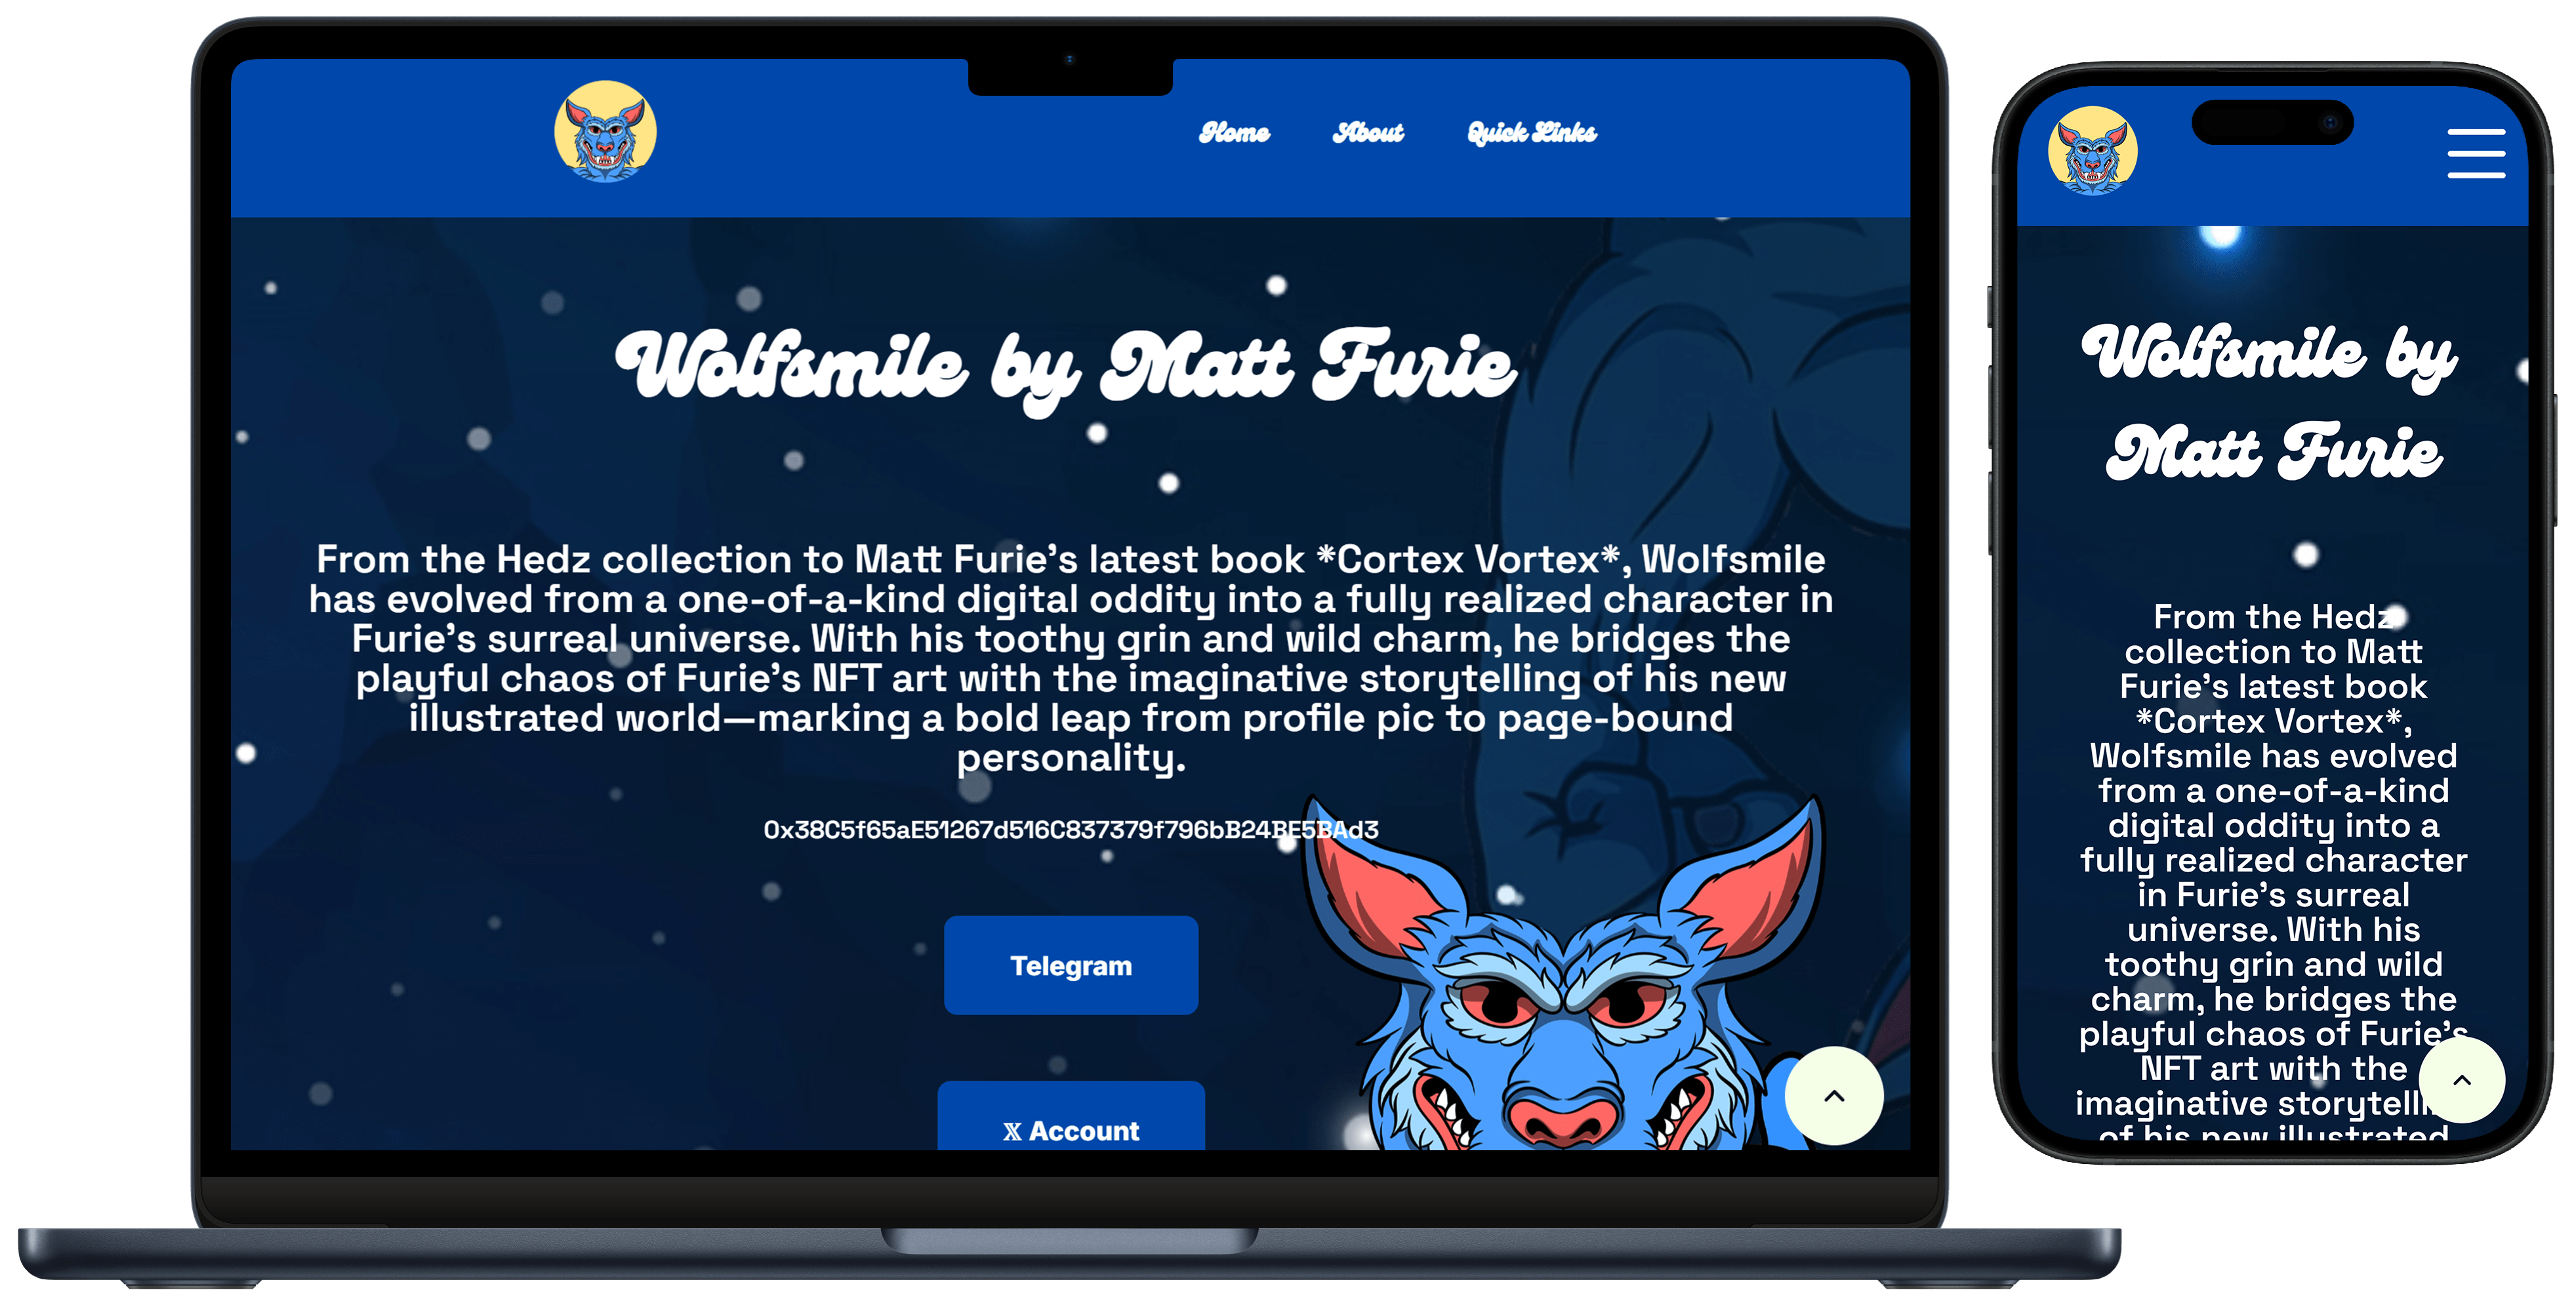 Home About Quick Links
Wolfsmile by Matt Furie
From the Hedz collection to Matt Furie's latest book *Cortex Vortex*, Wolfsmile
has evolved from a one-of-a-kind digital oddity into a fully realized character in
Furie's surreal universe. With his toothy grin and wild charm, he bridges the
playful chaos of Furie's NFT art with the imaginative storytelling of his new
illustrated world—marking a bold leap from profile pic to page-bound
personality.
0x38C5f65aE51267d516C837379f796bB24BE5BAd3
Telegram
𝕏 Account
Wolfsmile by
Matt Furie
From the Hedz
collection to Matt
Furie's latest book
*Cortex Vortex*,
Wolfsmile has evolved
from a one-of-a-kind
digital oddity into a
fully realized character
in Furie's surreal
universe. With his
toothy grin and wild
charm, he bridges the
playful chaos of Furie's
NFT art with the
imaginative
of his new illustrated